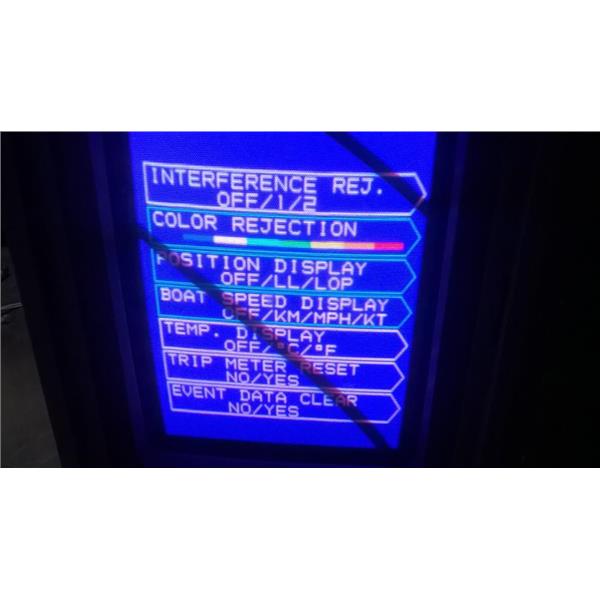 INTERFERENCE REJ.
OFF/1/2
COLOR REJECTION
POSITION DISPLAY
OFF/LL/LOP
BOAT SPEED DISPLAY
OFF/KM/MPH/KT
TEMP. DISPLAY
OFF/°C/°F
TRIP METER RESET
NO/YES
EVENT DATA CLEAR
NO/YES